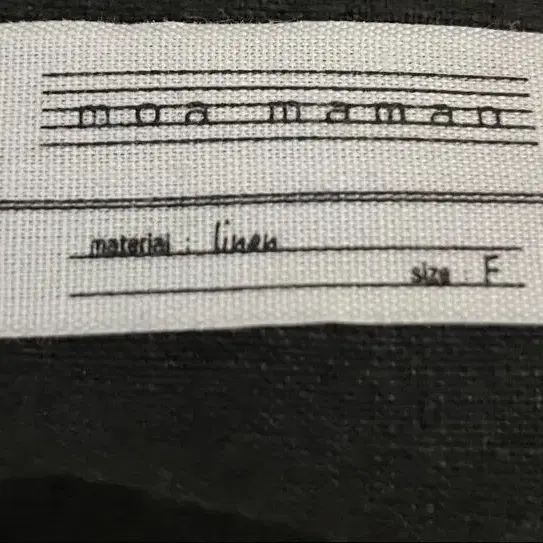 moa maman
material : linen
size : F